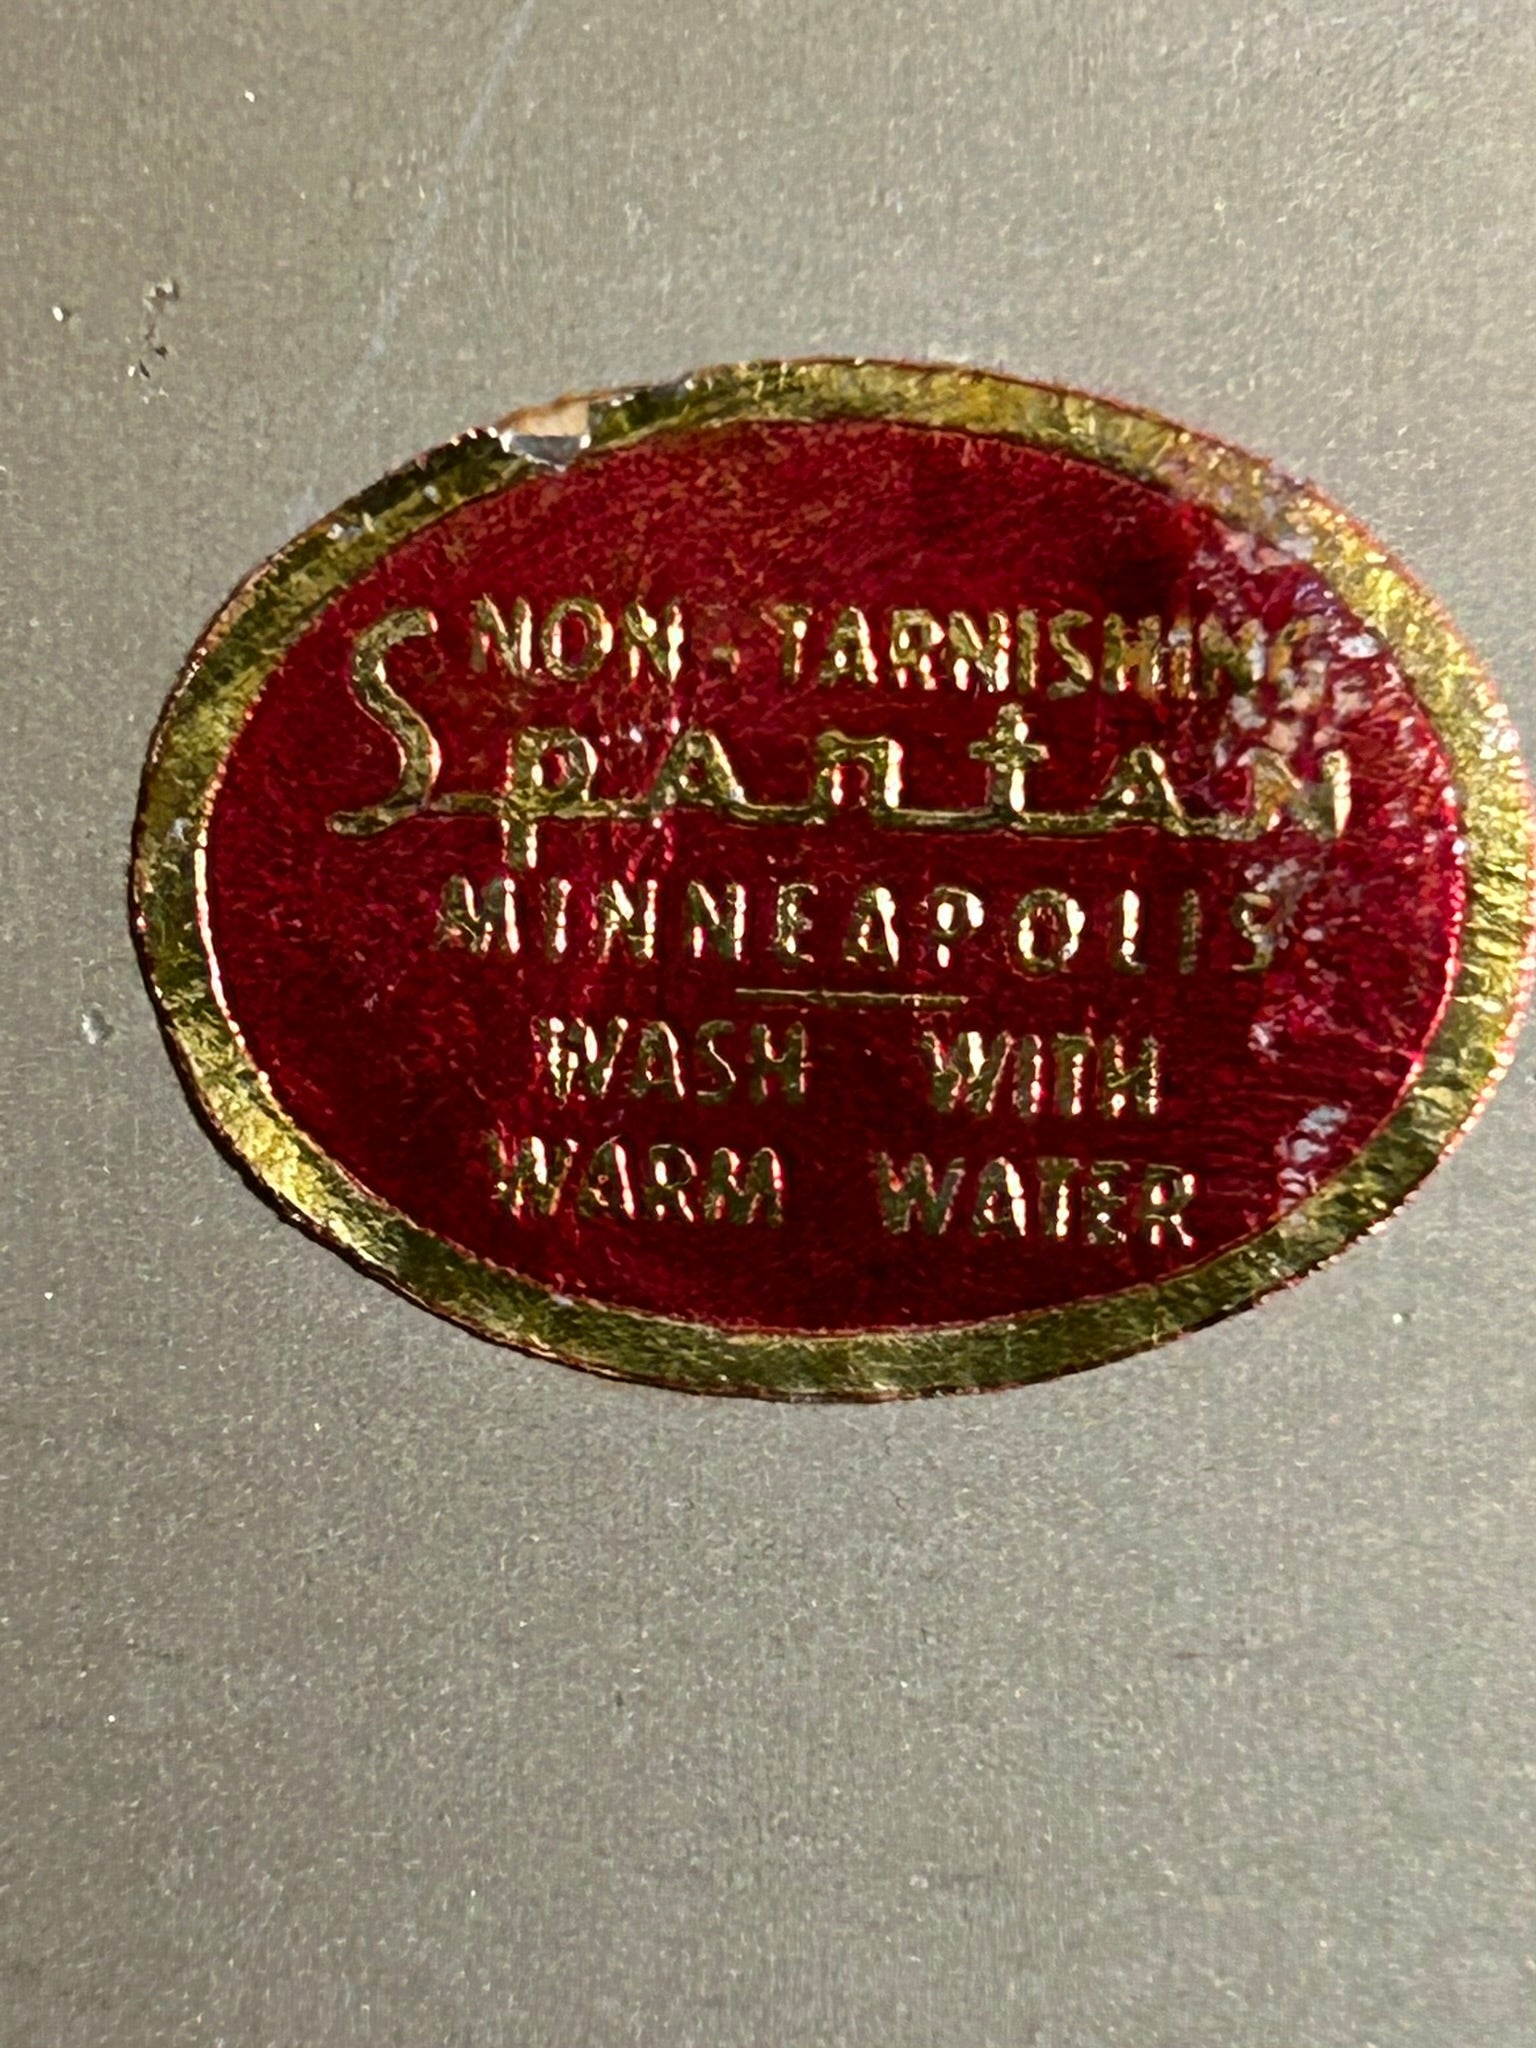 NON-TARNISHING
Spartan
MINNEAPOLIS
WASH WITH
WARM WATER